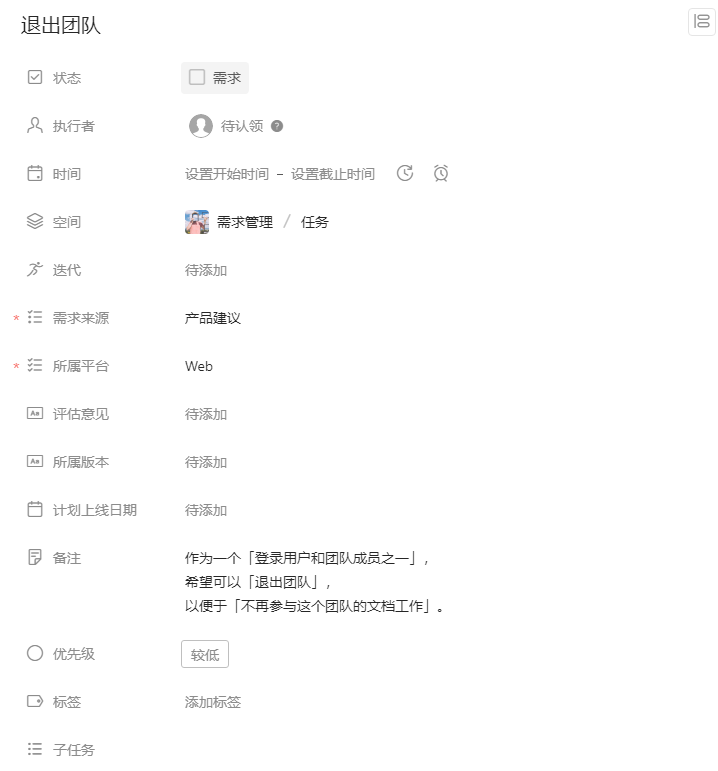 退出团队
状态 需求
执行者 待认领 ?
时间 设置开始时间 – 设置截止时间
空间 需求管理 / 任务
迭代 待添加
* 需求来源 产品建议
* 所属平台 Web
评估意见 待添加
所属版本 待添加
计划上线日期 待添加
备注 作为一个「登录用户和团队成员之一」,
希望可以「退出团队」,
以便于「不再参与这个团队的文档工作」。
优先级 较低
标签 添加标签
子任务